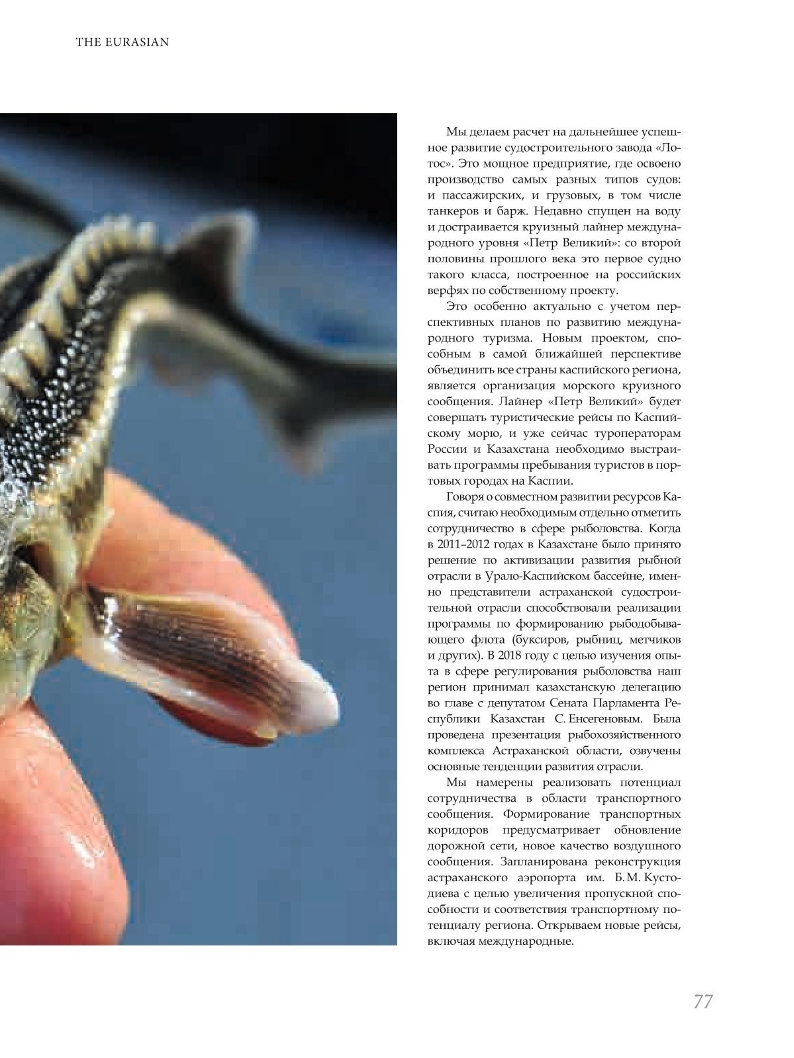 THE EURASIAN
Мы делаем расчет на дальнейшее успеш-
ное развитие судостроительного завода «Ло-
тос». Это мощное предприятие, где освоено
производство самых разных типов судов:
и пассажирских, и грузовых, в том числе
танкеров и барж. Недавно спущен на воду
и достраивается круизный лайнер междуна-
родного уровня «Петр Великий»: со второй
половины прошлого века это первое судно
такого класса, построенное на российских
верфях по собственному проекту.
Это особенно актуально с учетом пер-
спективных планов по развитию междуна-
родного туризма. Новым проектом, спо-
собным в самой ближайшей перспективе
объединить все страны каспийского региона,
является организация морского круизного
сообщения. Лайнер «Петр Великий» будет
совершать туристические рейсы по Каспий-
скому морю, и уже сейчас туроператорам
России и Казахстана необходимо выстраи-
вать программы пребывания туристов в пор-
товых городах на Каспии.
Говоря о совместном развитии ресурсов Ка-
спия, считаю необходимым отдельно отметить
сотрудничество в сфере рыболовства. Когда
в 2011–2012 годах в Казахстане было принято
решение по активизации развития рыбной
отрасли в Урало-Каспийском бассейне, имен-
но представители астраханской судострои-
тельной отрасли способствовали реализации
программы по формированию рыбодобыва-
ющего флота (буксиров, рыбниц, метчиков
и других). В 2018 году с целью изучения опы-
та в сфере регулирования рыболовства наш
регион принимал казахстанскую делегацию
во главе с депутатом Сената Парламента Ре-
спублики Казахстан С. Енсегеновым. Была
проведена презентация рыбохозяйственного
комплекса Астраханской области, озвучены
основные тенденции развития отрасли.
Мы намерены реализовать потенциал
сотрудничества в области транспортного
сообщения. Формирование транспортных
коридоров предусматривает обновление
дорожной сети, новое качество воздушного
сообщения. Запланирована реконструкция
астраханского аэропорта им. Б. М. Кусто-
диева с целью увеличения пропускной спо-
собности и соответствия транспортному по-
тенциалу региона. Открываем новые рейсы,
включая международные.
77